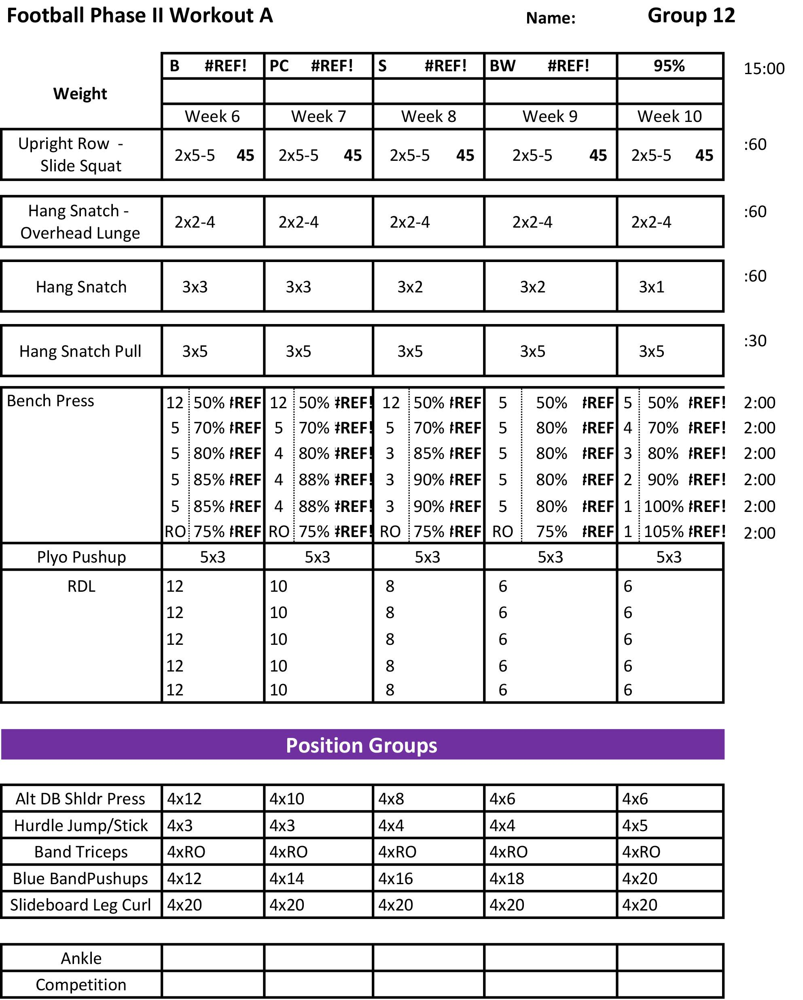 Football Phase II Workout A Name: Group 12
B #REF! PC #REF! S #REF! BW #REF! 95% 15:00
Weight
Week 6 Week 7 Week 8 Week 9 Week 10
Upright Row - :60
2x5-5 45 2x5-5 45 2x5-5 45 2x5-5 45 2x5-5 45
Slide Squat
Hang Snatch - :60
2x2-4 2x2-4 2x2-4 2x2-4 2x2-4
Overhead Lunge
:60
Hang Snatch 3x3 3x3 3x2 3x2 3x1
:30
Hang Snatch Pull 3x5 3x5 3x5 3x5 3x5
Bench Press 12 50% #REF 12 50% #REF! 12 50% #REF 5 50% #REF 5 50% #REF! 2:00
5 70% #REF 5 70% #REF! 5 70% #REF 5 80% #REF 4 70% #REF! 2:00
5 80% #REF 4 80% #REF! 3 85% #REF 5 80% #REF 3 80% #REF! 2:00
5 85% #REF 4 88% #REF! 3 90% #REF 5 80% #REF 2 90% #REF! 2:00
5 85% #REF 4 88% #REF! 3 90% #REF 5 80% #REF 1 100% #REF! 2:00
RO 75% #REF RO 75% #REF! RO 75% #REF RO 75% #REF 1 105% #REF! 2:00
Plyo Pushup 5x3 5x3 5x3 5x3 5x3
RDL 12 10 8 6 6
12 10 8 6 6
12 10 8 6 6
12 10 8 6 6
12 10 8 6 6
Position Groups
Alt DB Shldr Press 4x12 4x10 4x8 4x6 4x6
Hurdle Jump/Stick 4x3 4x3 4x4 4x4 4x5
Band Triceps 4xRO 4xRO 4xRO 4xRO 4xRO
Blue BandPushups 4x12 4x14 4x16 4x18 4x20
Slideboard Leg Curl 4x20 4x20 4x20 4x20 4x20
Ankle
Competition